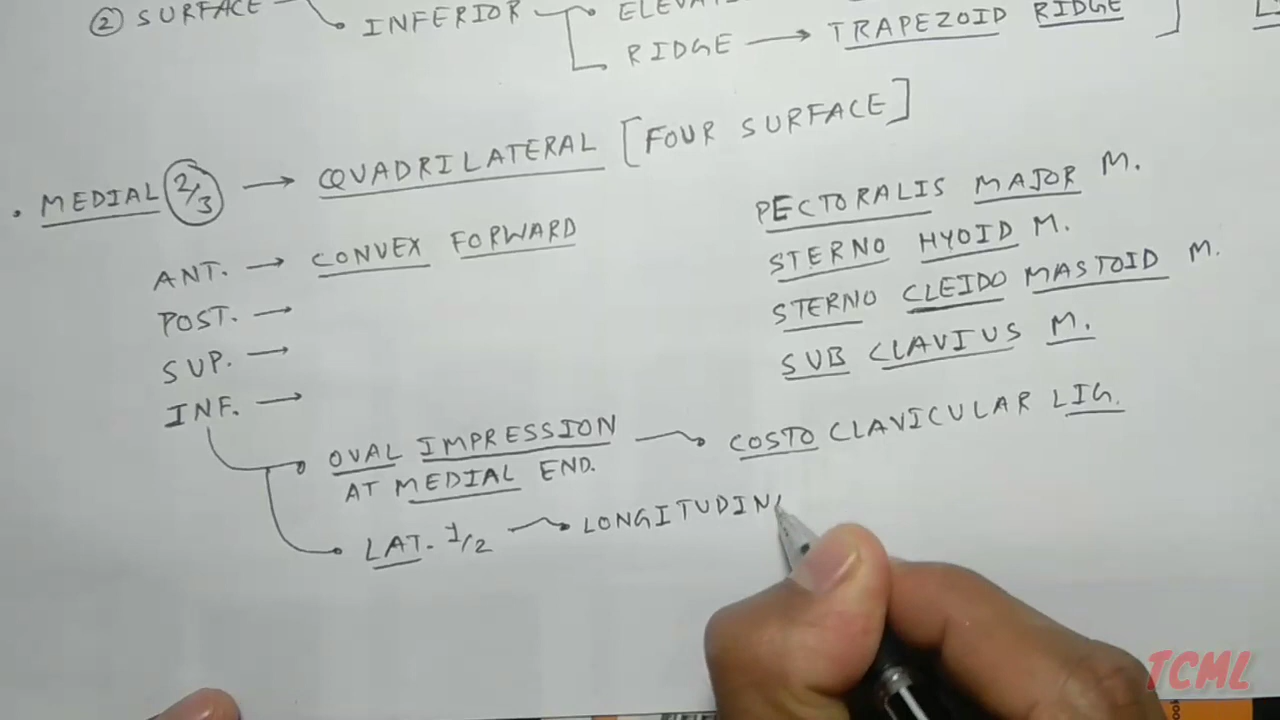 ② SURFACE
INFERIOR
RIDGE → TRAPEZOID RIDGE ]
• MEDIAL 2/3 → QUADRILATERAL [FOUR SURFACE]
ANT. → CONVEX FORWARD
POST. →
SUP. →
INF. →
PECTORALIS MAJOR M.
STERNO HYOID M.
STERNO CLEIDO MASTOID M.
SUB CLAVIUS M.
• OVAL IMPRESSION COSTO CLAVICULAR LIG.
AT MEDIAL END.
• LAT. 1/2 LONGITUDIN
TCML